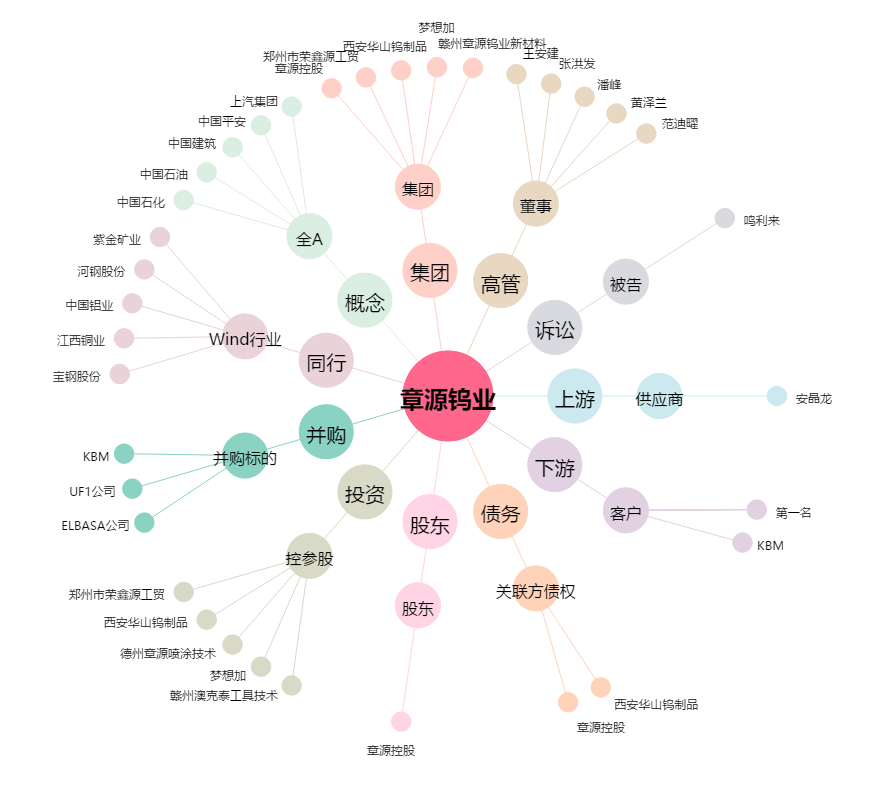 梦想加
西安华山钨制品
赣州章源钨业新材料
郑州市荣鑫源工贸
章源控股
王安建
张洪发
潘峰
黄泽兰
范迪曜
上汽集团
中国平安
中国建筑
中国石油
中国石化
集团
董事
全A
集团
高管
概念
被告
鸣利来
诉讼
紫金矿业
河钢股份
中国铝业
江西铜业
宝钢股份
Wind行业
同行
章源钨业
上游
供应商
安嵒龙
并购
并购标的
KBM
UF1公司
ELBASA公司
下游
客户
第一名
KBM
投资
控参股
郑州市荣鑫源工贸
西安华山钨制品
德州章源喷涂技术
梦想加
赣州澳克泰工具技术
股东
股东
章源控股
债务
关联方债权
西安华山钨制品
章源控股